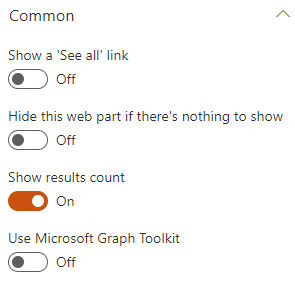 Common
Show a 'See all' link
Off
Hide this web part if there's nothing to show
Off
Show results count
On
Use Microsoft Graph Toolkit
Off